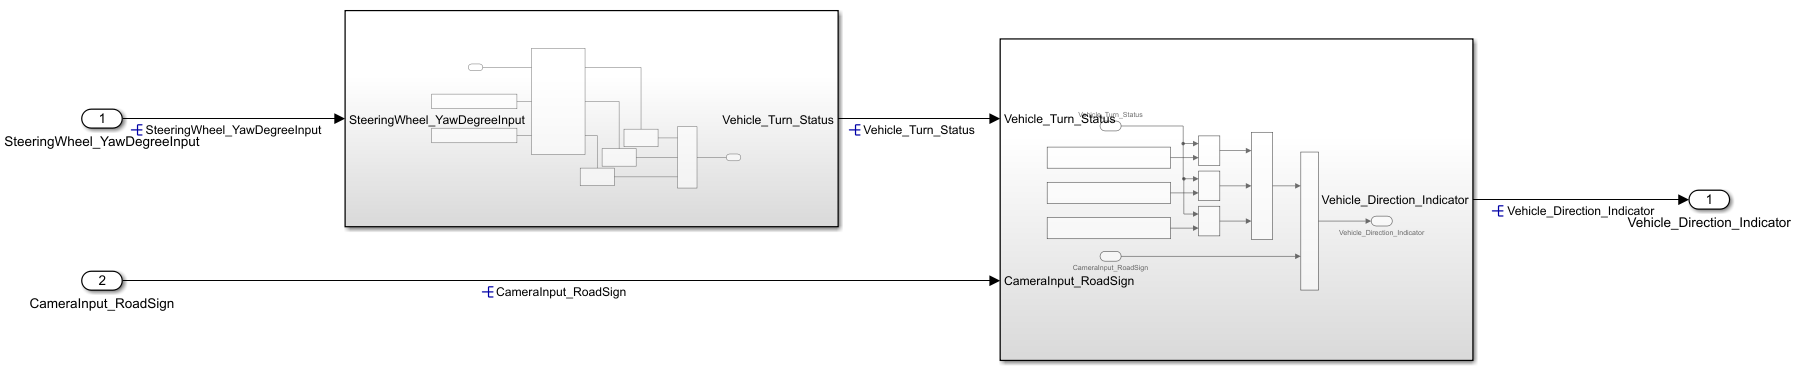 1
SteeringWheel_YawDegreeInput
SteeringWheel_YawDegreeInput
SteeringWheel_YawDegreeInput
Vehicle_Turn_Status
Vehicle_Turn_Status
Vehicle_Turn_Status
Vehicle_Turn_Status
Vehicle_Direction_Indicator
Vehicle_Direction_Indicator
Vehicle_Direction_Indicator
1
Vehicle_Direction_Indicator
2
CameraInput_RoadSign
CameraInput_RoadSign
CameraInput_RoadSign
CameraInput_RoadSign